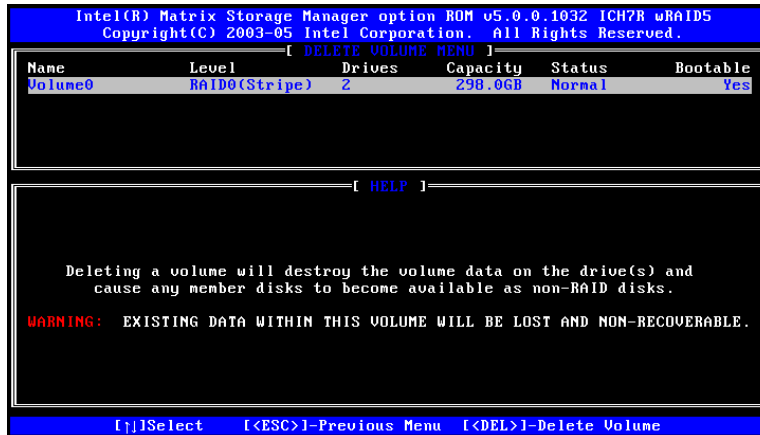 Intel(R) Matrix Storage Manager option ROM v5.0.0.1032 ICH7R wRAID5
Copyright(C) 2003-05 Intel Corporation. All Rights Reserved.
[ DELETE VOLUME MENU ]
Name Level Drives Capacity Status Bootable
Volume0 RAID0(Stripe) 2 298.0GB Normal Yes
[ HELP ]
Deleting a volume will destroy the volume data on the drive(s) and
cause any member disks to become available as non-RAID disks.
WARNING: EXISTING DATA WITHIN THIS VOLUME WILL BE LOST AND NON-RECOVERABLE.
[↑↓]Select [<ESC>]-Previous Menu [<DEL>]-Delete Volume